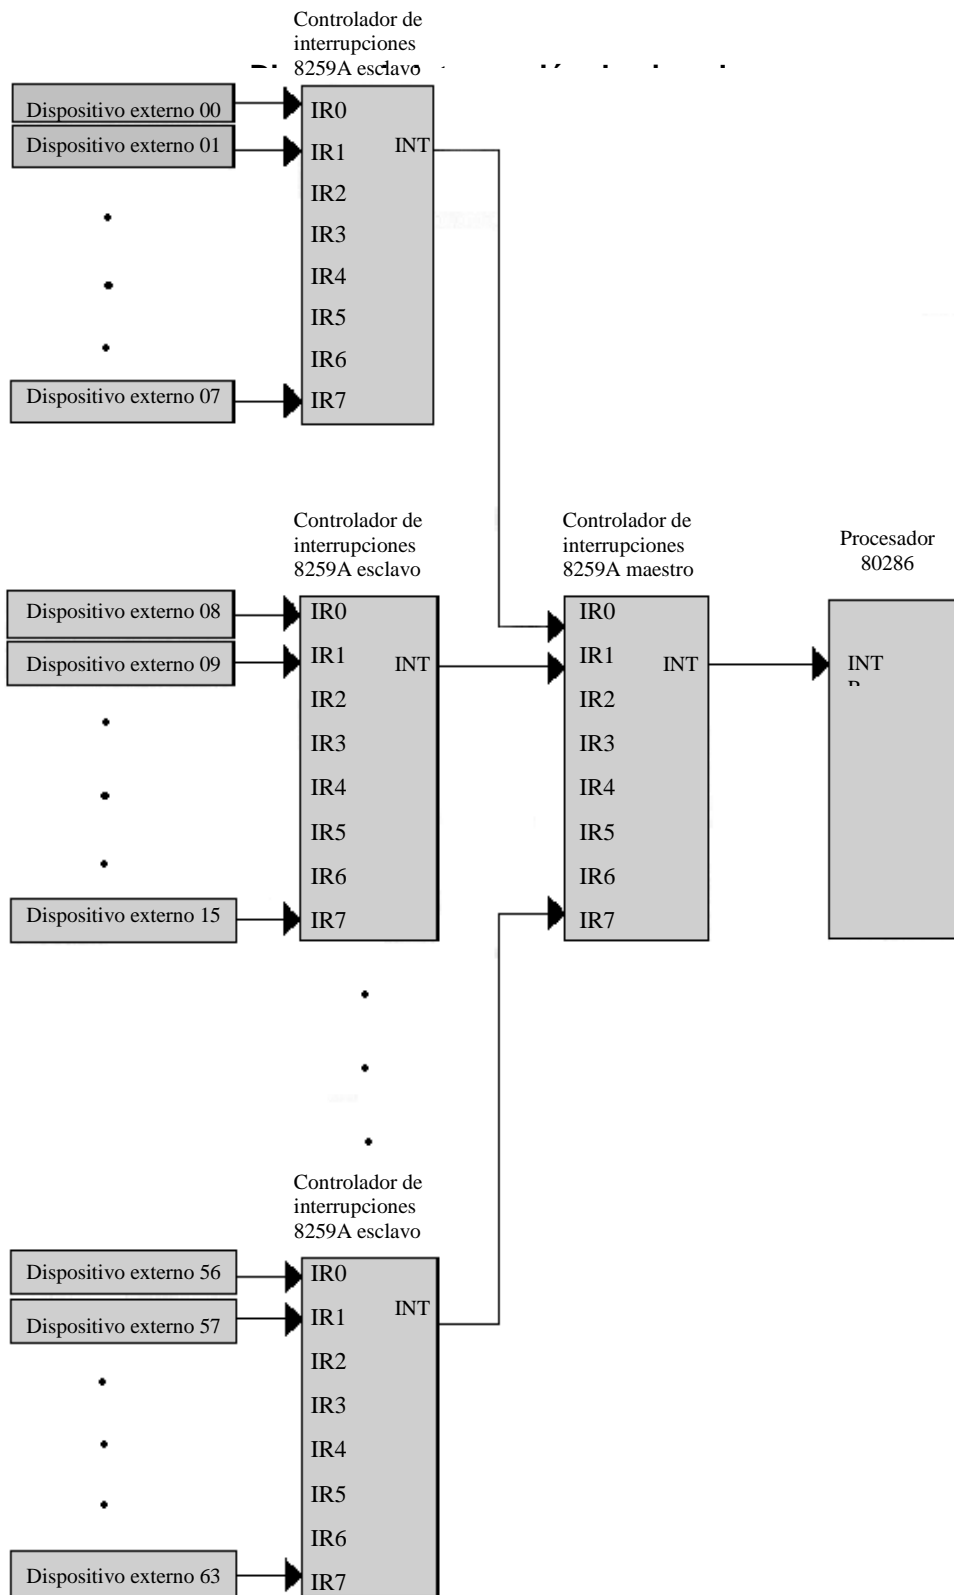 Controlador de
interrupciones
8259A esclavo
Dispositivo externo 00
Dispositivo externo 01
Dispositivo externo 07
IR0
IR1
IR2
IR3
IR4
IR5
IR6
IR7
INT
Controlador de
interrupciones
8259A esclavo
Dispositivo externo 08
Dispositivo externo 09
Dispositivo externo 15
IR0
IR1
IR2
IR3
IR4
IR5
IR6
IR7
INT
Controlador de
interrupciones
8259A maestro
IR0
IR1
IR2
IR3
IR4
IR5
IR6
IR7
INT
Procesador
80286
INT
Controlador de
interrupciones
8259A esclavo
Dispositivo externo 56
Dispositivo externo 57
Dispositivo externo 63
IR0
IR1
IR2
IR3
IR4
IR5
IR6
IR7
INT